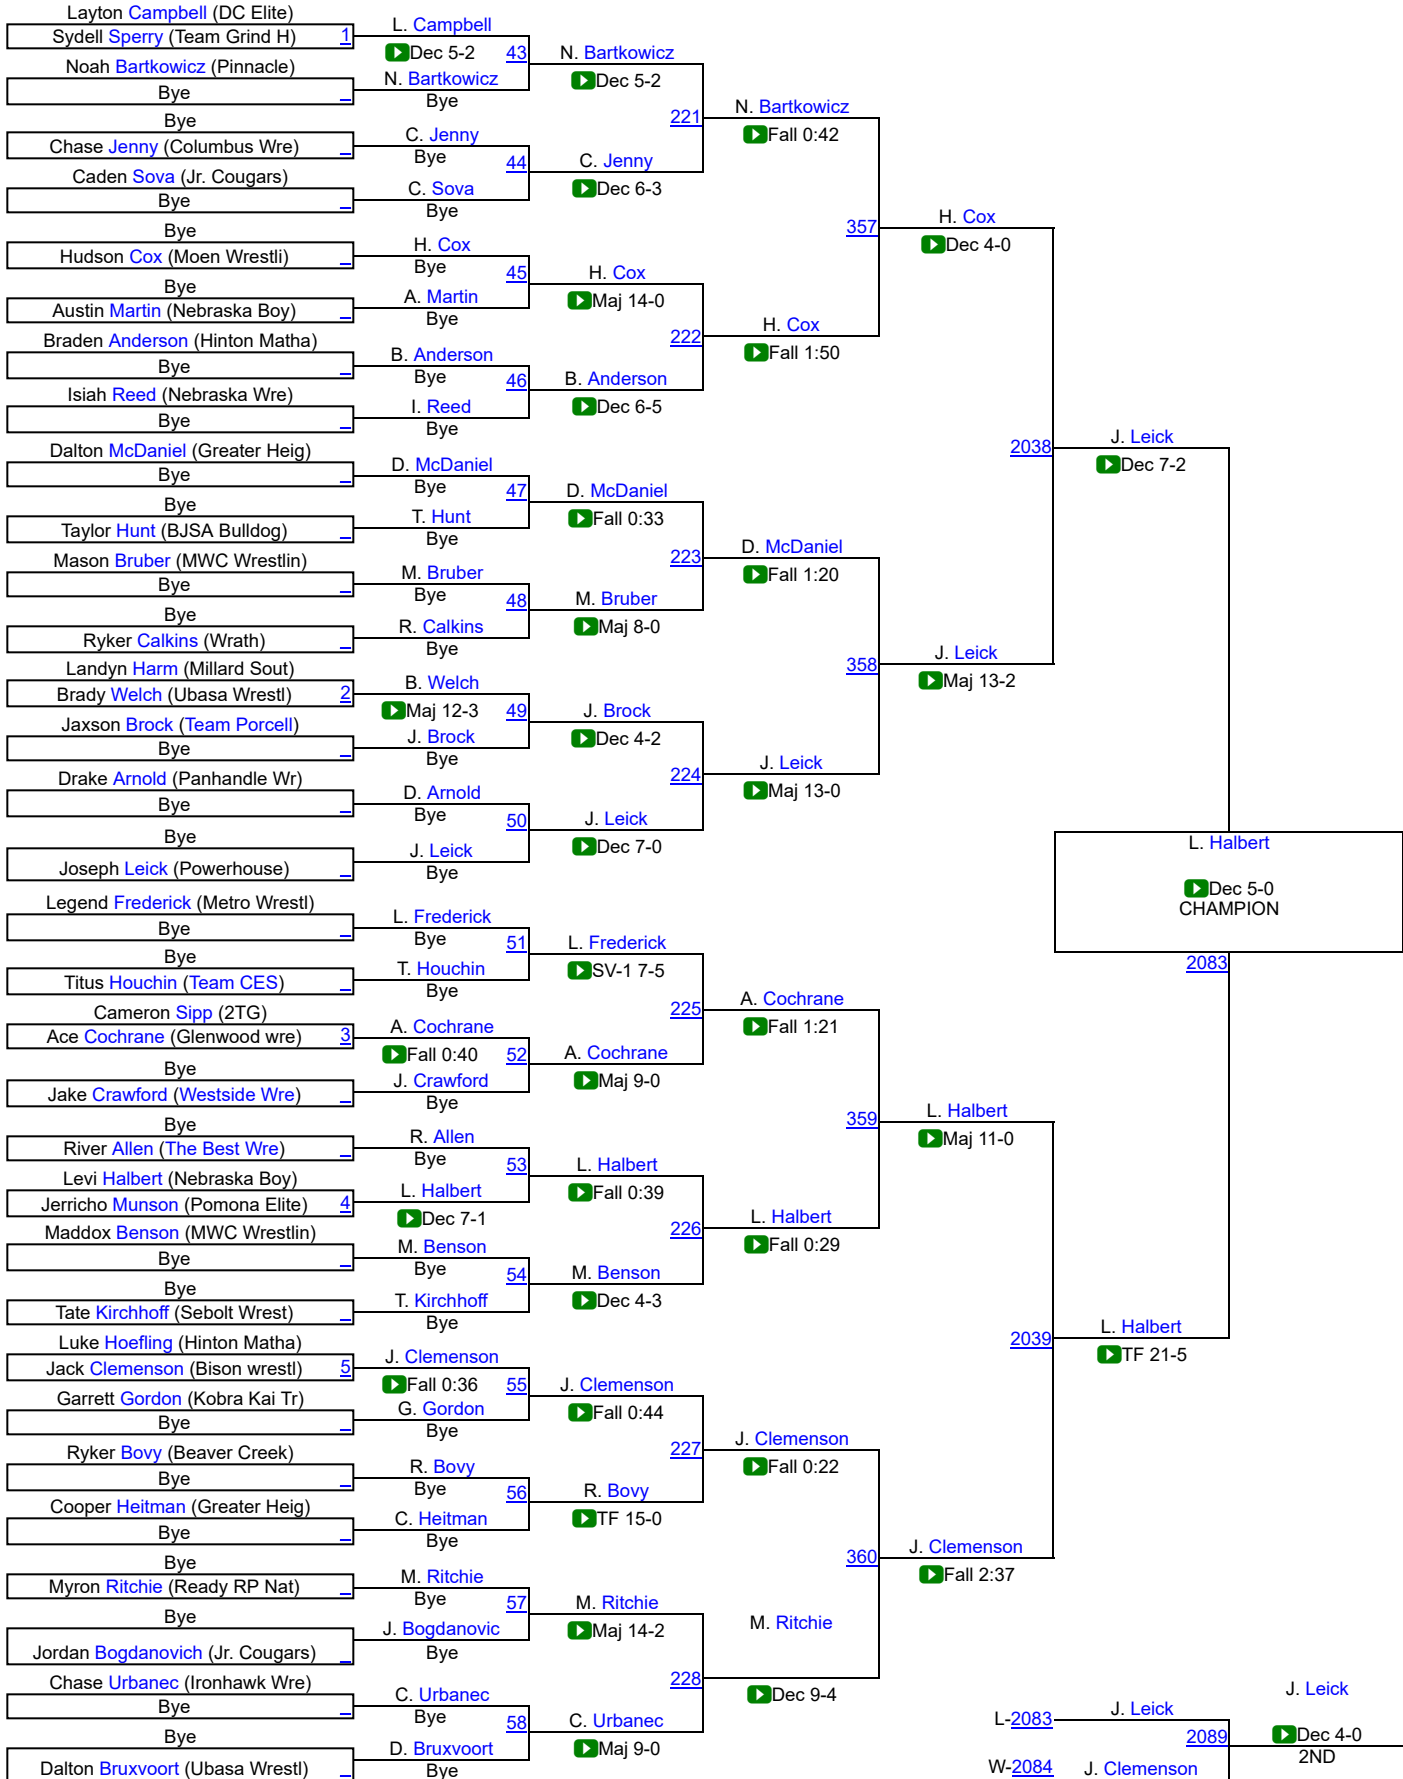 Layton Campbell (DC Elite)
Sydell Sperry (Team Grind H) 1
Noah Bartkowicz (Pinnacle)
Bye
Bye
Chase Jenny (Columbus Wre)
Caden Sova (Jr. Cougars)
Bye
Bye
Hudson Cox (Moen Wrestli)
Bye
Austin Martin (Nebraska Boy)
Braden Anderson (Hinton Matha)
Bye
Isiah Reed (Nebraska Wre)
Bye
Dalton McDaniel (Greater Heig)
Bye
Bye
Taylor Hunt (BJSA Bulldog)
Mason Bruber (MWC Wrestlin)
Bye
Bye
Ryker Calkins (Wrath)
Landyn Harm (Millard Sout)
Brady Welch (Ubasa Wrestl) 2
Jaxson Brock (Team Porcell)
Bye
Drake Arnold (Panhandle Wr)
Bye
Bye
Joseph Leick (Powerhouse)
Legend Frederick (Metro Wrestl)
Bye
Bye
Titus Houchin (Team CES)
Cameron Sipp (2TG)
Ace Cochrane (Glenwood wre) 3
Bye
Jake Crawford (Westside Wre)
Bye
River Allen (The Best Wre)
Levi Halbert (Nebraska Boy)
Jerricho Munson (Pomona Elite) 4
Maddox Benson (MWC Wrestlin)
Bye
Bye
Tate Kirchhoff (Sebolt Wrest)
Luke Hoefling (Hinton Matha)
Jack Clemenson (Bison wrestl) 5
Garrett Gordon (Kobra Kai Tr)
Bye
Ryker Bovy (Beaver Creek)
Bye
Cooper Heitman (Greater Heig)
Bye
Bye
Myron Ritchie (Ready RP Nat)
Bye
Jordan Bogdanovich (Jr. Cougars)
Chase Urbanec (Ironhawk Wre)
Bye
Bye
Dalton Bruxvoort (Ubasa Wrestl)
L. Campbell
Dec 5-2 43
N. Bartkowicz
Bye
C. Jenny
Bye 44
C. Sova
Bye
H. Cox
Bye 45
A. Martin
Bye
B. Anderson
Bye 46
I. Reed
Bye
D. McDaniel
Bye 47
T. Hunt
Bye
M. Bruber
Bye 48
R. Calkins
Bye
B. Welch
Maj 12-3 49
J. Brock
Bye
D. Arnold
Bye 50
J. Leick
Bye
L. Frederick
Bye 51
T. Houchin
Bye
A. Cochrane
Fall 0:40 52
J. Crawford
Bye
R. Allen
Bye 53
L. Halbert
Dec 7-1
M. Benson
Bye 54
T. Kirchhoff
Bye
J. Clemenson
Fall 0:36 55
G. Gordon
Bye
R. Bovy
Bye 56
C. Heitman
Bye
M. Ritchie
Bye 57
J. Bogdanovic
Bye
C. Urbanec
Bye 58
D. Bruxvoort
Bye
N. Bartkowicz
Dec 5-2
221
C. Jenny
Dec 6-3
H. Cox
Maj 14-0
222
B. Anderson
Dec 6-5
D. McDaniel
Fall 0:33
223
M. Bruber
Maj 8-0
J. Brock
Dec 4-2
224
J. Leick
Dec 7-0
L. Frederick
SV-1 7-5
225
A. Cochrane
Maj 9-0
L. Halbert
Fall 0:39
226
M. Benson
Dec 4-3
J. Clemenson
Fall 0:44
227
R. Bovy
TF 15-0
M. Ritchie
Maj 14-2
228
C. Urbanec
Maj 9-0
N. Bartkowicz
Fall 0:42
357
H. Cox
Fall 1:50
D. McDaniel
Fall 1:20
358
J. Leick
Maj 13-0
A. Cochrane
Fall 1:21
359
L. Halbert
Fall 0:29
J. Clemenson
Fall 0:22
360
M. Ritchie
Dec 9-4
H. Cox
Dec 4-0
2038
J. Leick
Maj 13-2
L. Halbert
Maj 11-0
2039
J. Clemenson
Fall 2:37
J. Leick
Dec 7-2
L. Halbert
Dec 5-0
CHAMPION
2083
L. Halbert
TF 21-5
L-2083 J. Leick
2089
W-2084 J. Clemenson
J. Leick
Dec 4-0
2ND